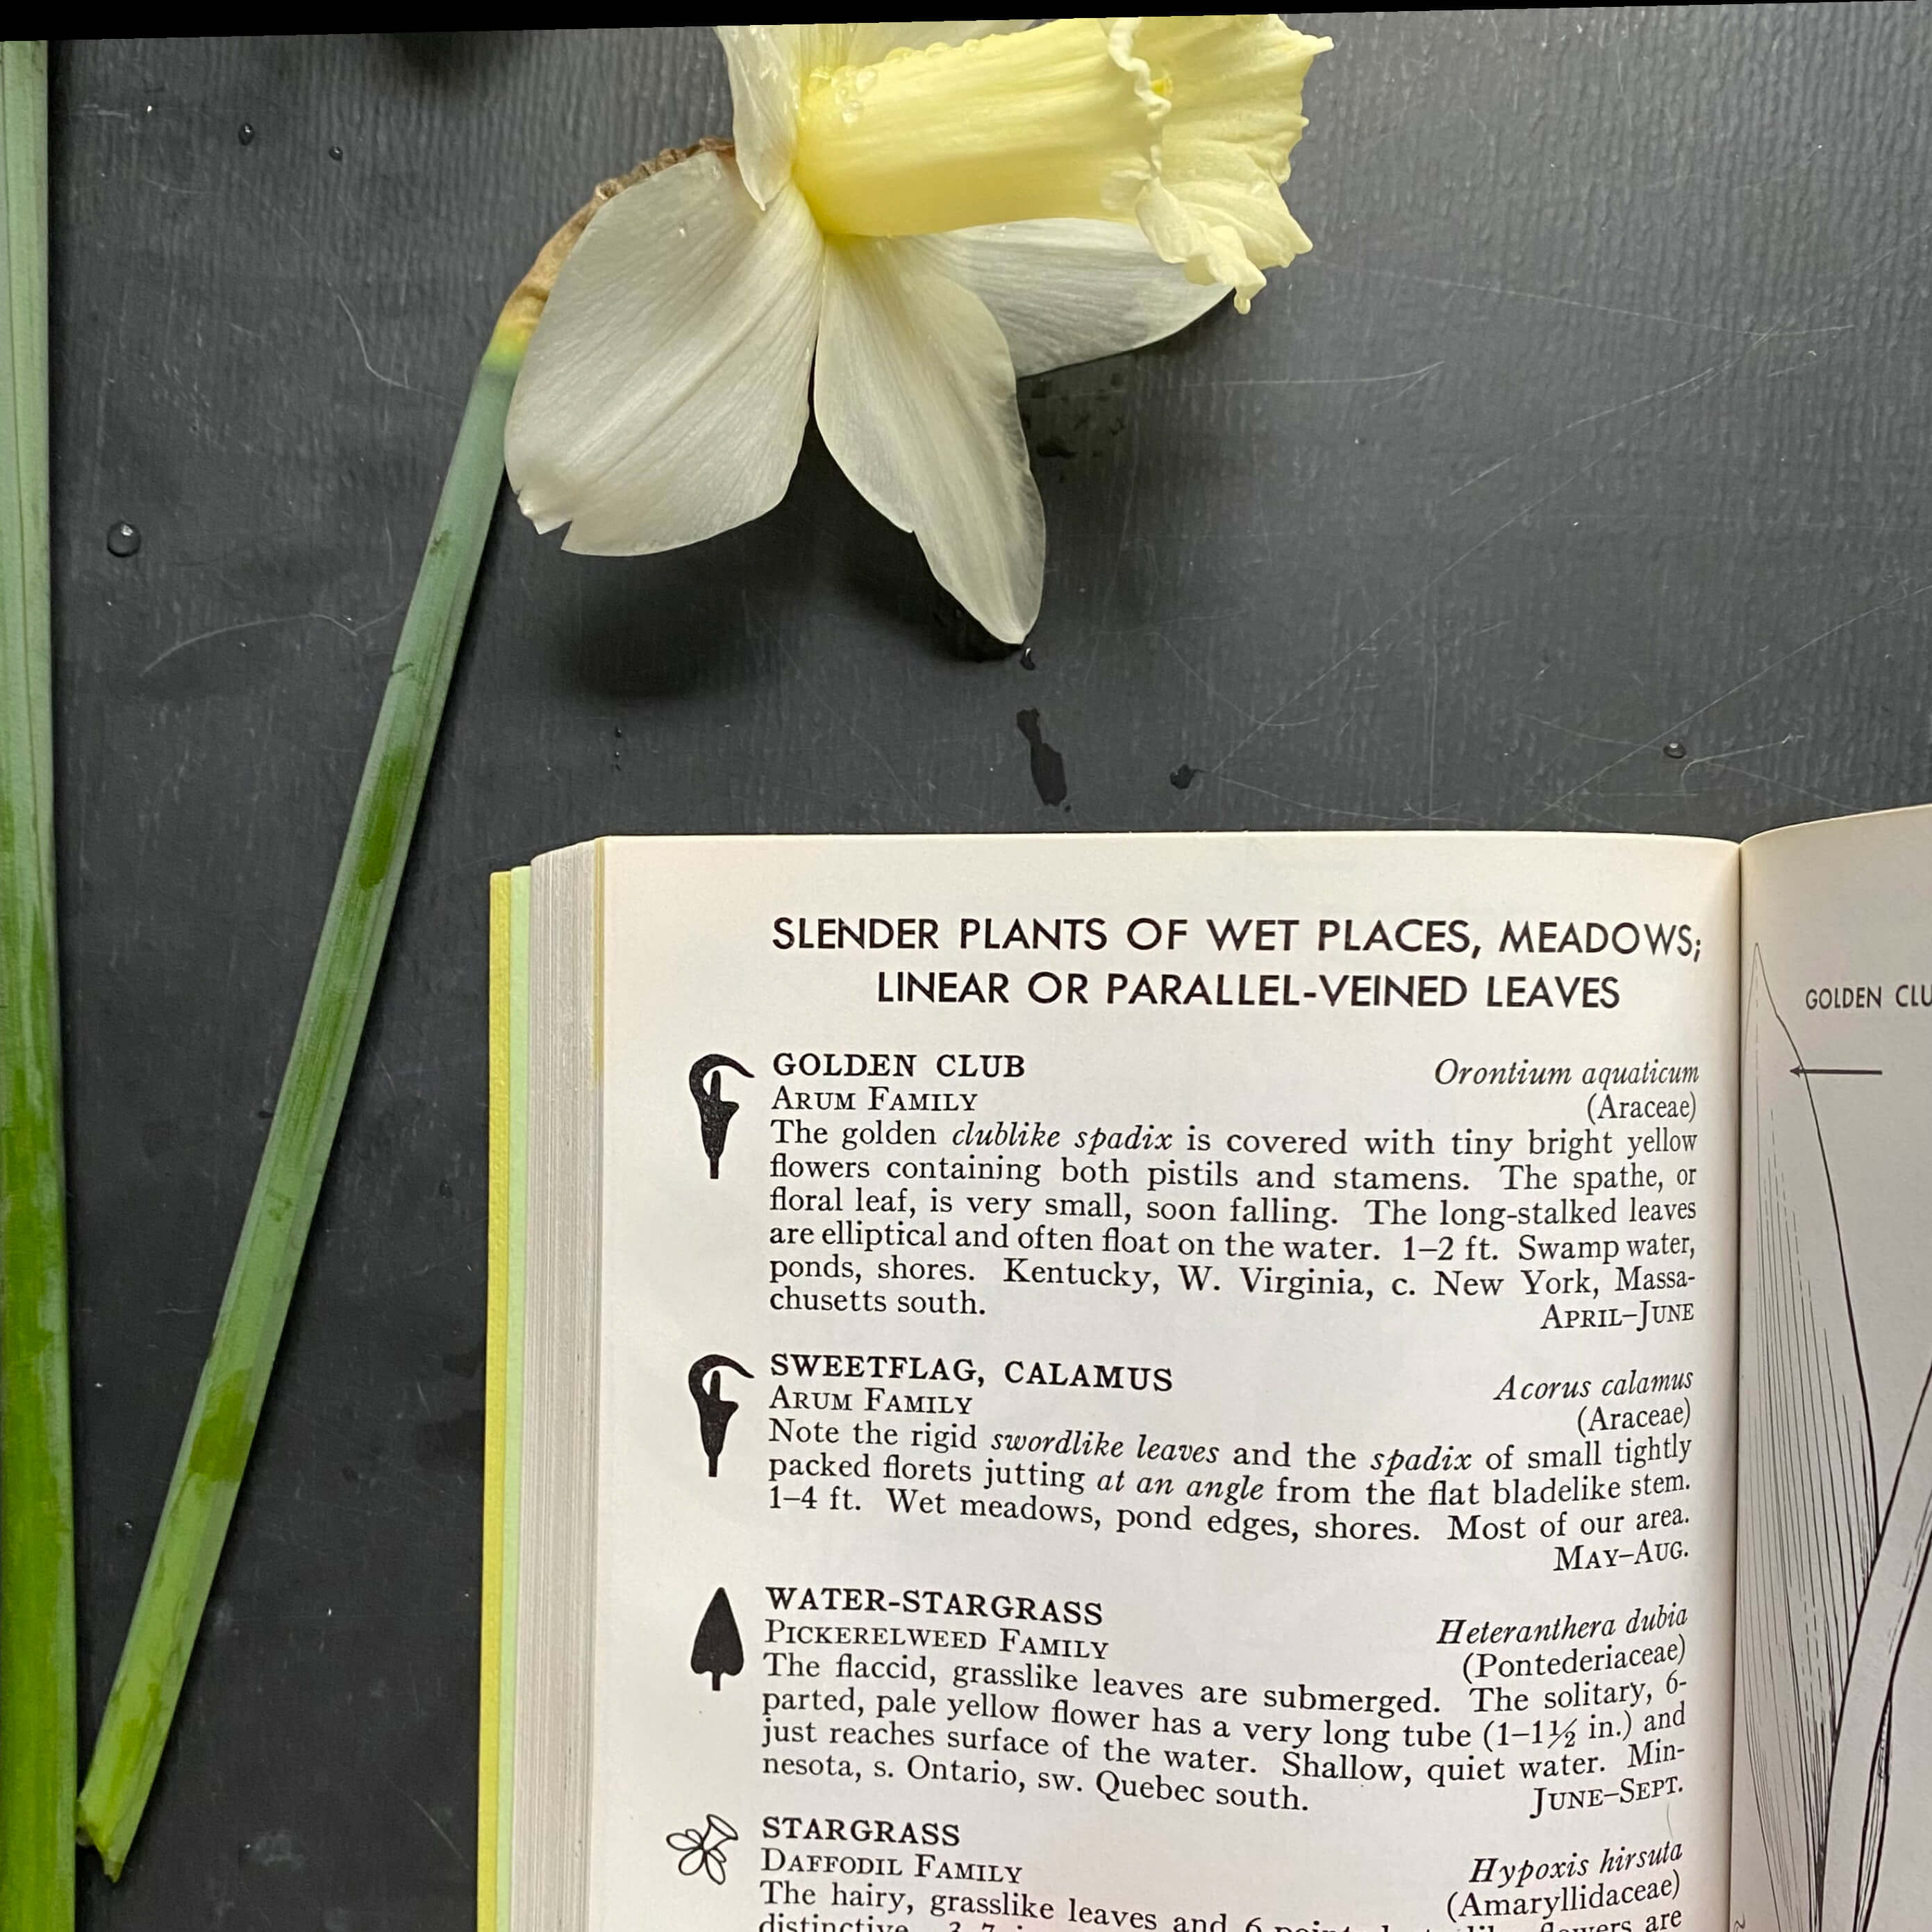 SLENDER PLANTS OF WET PLACES, MEADOWS;
LINEAR OR PARALLEL-VEINED LEAVES
GOLDEN CLUB Orontium aquaticum
ARUM FAMILY (Araceae)
The golden clublike spadix is covered with tiny bright yellow
flowers containing both pistils and stamens. The spathe, or
floral leaf, is very small, soon falling. The long-stalked leaves
are elliptical and often float on the water. 1–2 ft. Swamp water,
ponds, shores. Kentucky, W. Virginia, c. New York, Massa-
chusetts south. APRIL–JUNE
SWEETFLAG, CALAMUS Acorus calamus
ARUM FAMILY (Araceae)
Note the rigid swordlike leaves and the spadix of small tightly
packed florets jutting at an angle from the flat bladelike stem.
1–4 ft. Wet meadows, pond edges, shores. Most of our area.
MAY–AUG.
WATER-STARGRASS Heteranthera dubia
PICKERELWEED FAMILY (Pontederiaceae)
The flaccid, grasslike leaves are submerged. The solitary, 6-
parted, pale yellow flower has a very long tube (1–1½ in.) and
just reaches surface of the water. Shallow, quiet water. Min-
nesota, s. Ontario, sw. Quebec south. JUNE–SEPT.
STARGRASS Hypoxis hirsuta
DAFFODIL FAMILY (Amaryllidaceae)
The hairy, grasslike leaves and 6
distinctive flowers are
GOLDEN